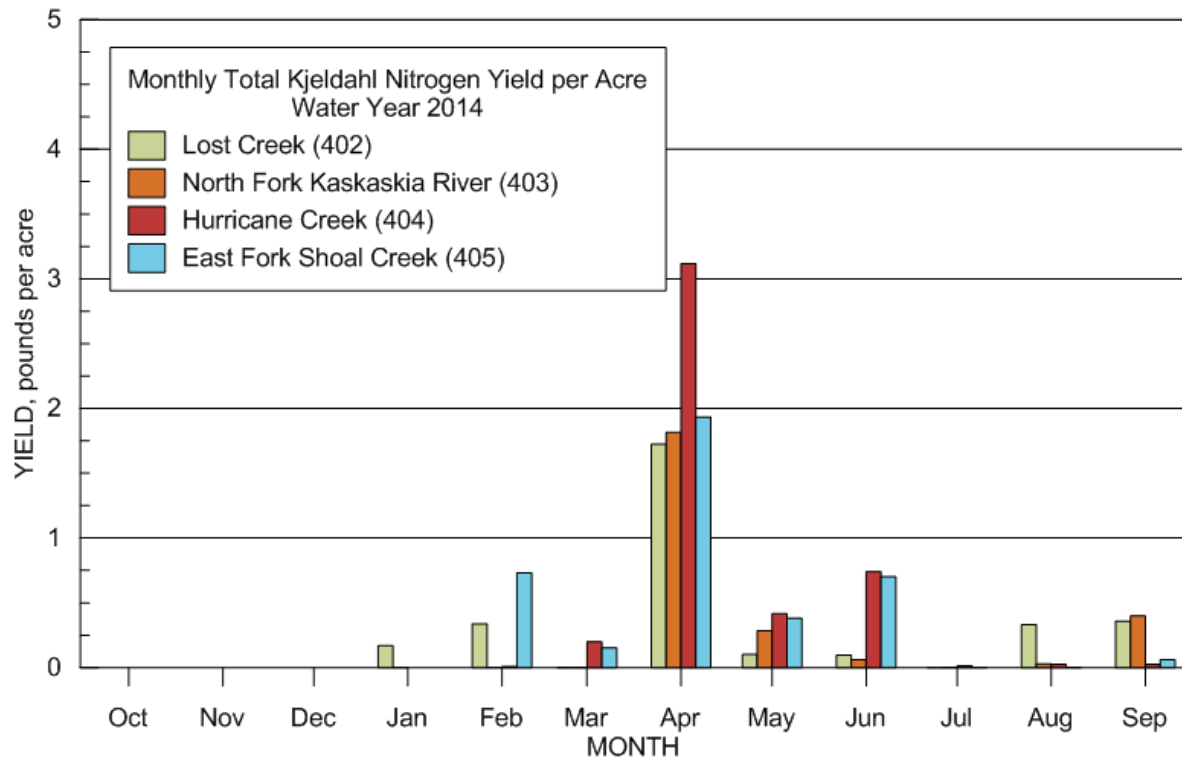 5
Monthly Total Kjeldahl Nitrogen Yield per Acre
Water Year 2014
Lost Creek (402)
North Fork Kaskaskia River (403)
Hurricane Creek (404)
East Fork Shoal Creek (405)
4
3
2
1
0
YIELD, pounds per acre
Oct Nov Dec Jan Feb Mar Apr May Jun Jul Aug Sep
MONTH